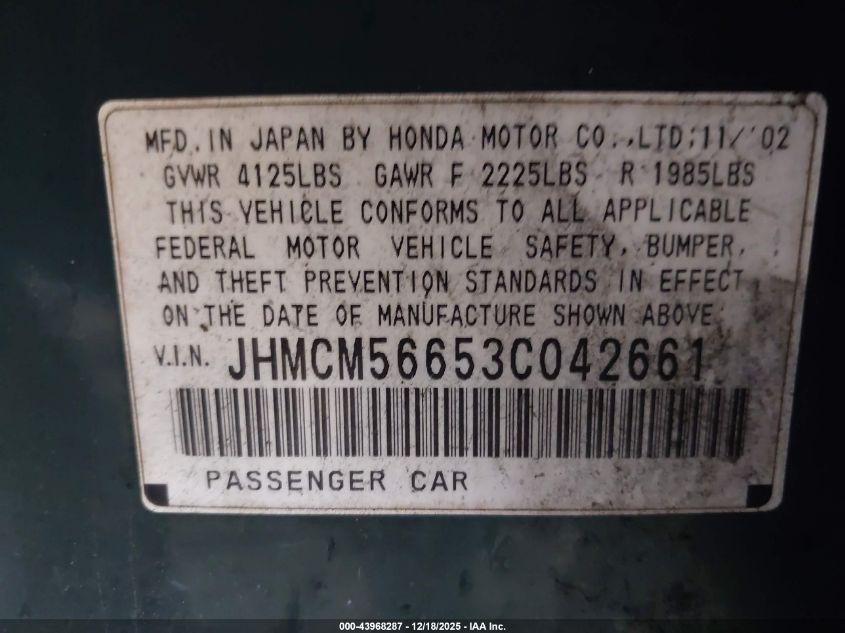 MFD. IN JAPAN BY HONDA MOTOR CO., LTD; 11/'02
GVWR 4125LBS GAWR F 2225LBS R 1985LBS
THIS VEHICLE CONFORMS TO ALL APPLICABLE
FEDERAL MOTOR VEHICLE SAFETY, BUMPER,
AND THEFT PREVENTION STANDARDS IN EFFECT
ON THE DATE OF MANUFACTURE SHOWN ABOVE.
V.I.N. JHMCM56653C042661
PASSENGER CAR
000-43968287 - 12/18/2025 - IAA Inc.